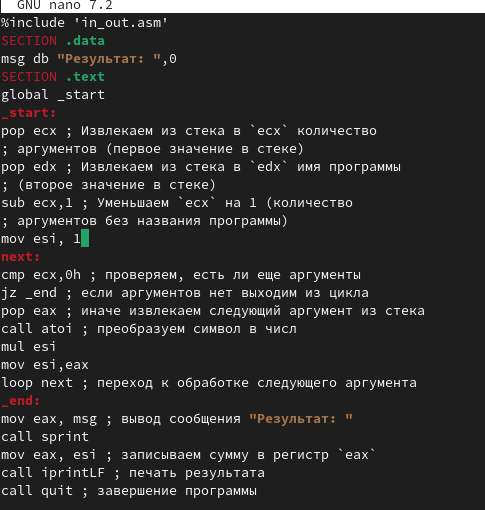 GNU nano 7.2
%include 'in_out.asm'
SECTION .data
msg db "Результат: ",0
SECTION .text
global _start
_start:
pop ecx ; Извлекаем из стека в `ecx` количество
; аргументов (первое значение в стеке)
pop edx ; Извлекаем из стека в `edx` имя программы
; (второе значение в стеке)
sub ecx,1 ; Уменьшаем `ecx` на 1 (количество
; аргументов без названия программы)
mov esi, 1
next:
cmp ecx,0h ; проверяем, есть ли еще аргументы
jz _end ; если аргументов нет выходим из цикла
pop eax ; иначе извлекаем следующий аргумент из стека
call atoi ; преобразуем символ в числ
mul esi
mov esi,eax
loop next ; переход к обработке следующего аргумента
_end:
mov eax, msg ; вывод сообщения "Результат: "
call sprint
mov eax, esi ; записываем сумму в регистр `eax`
call iprintLF ; печать результата
call quit ; завершение программы